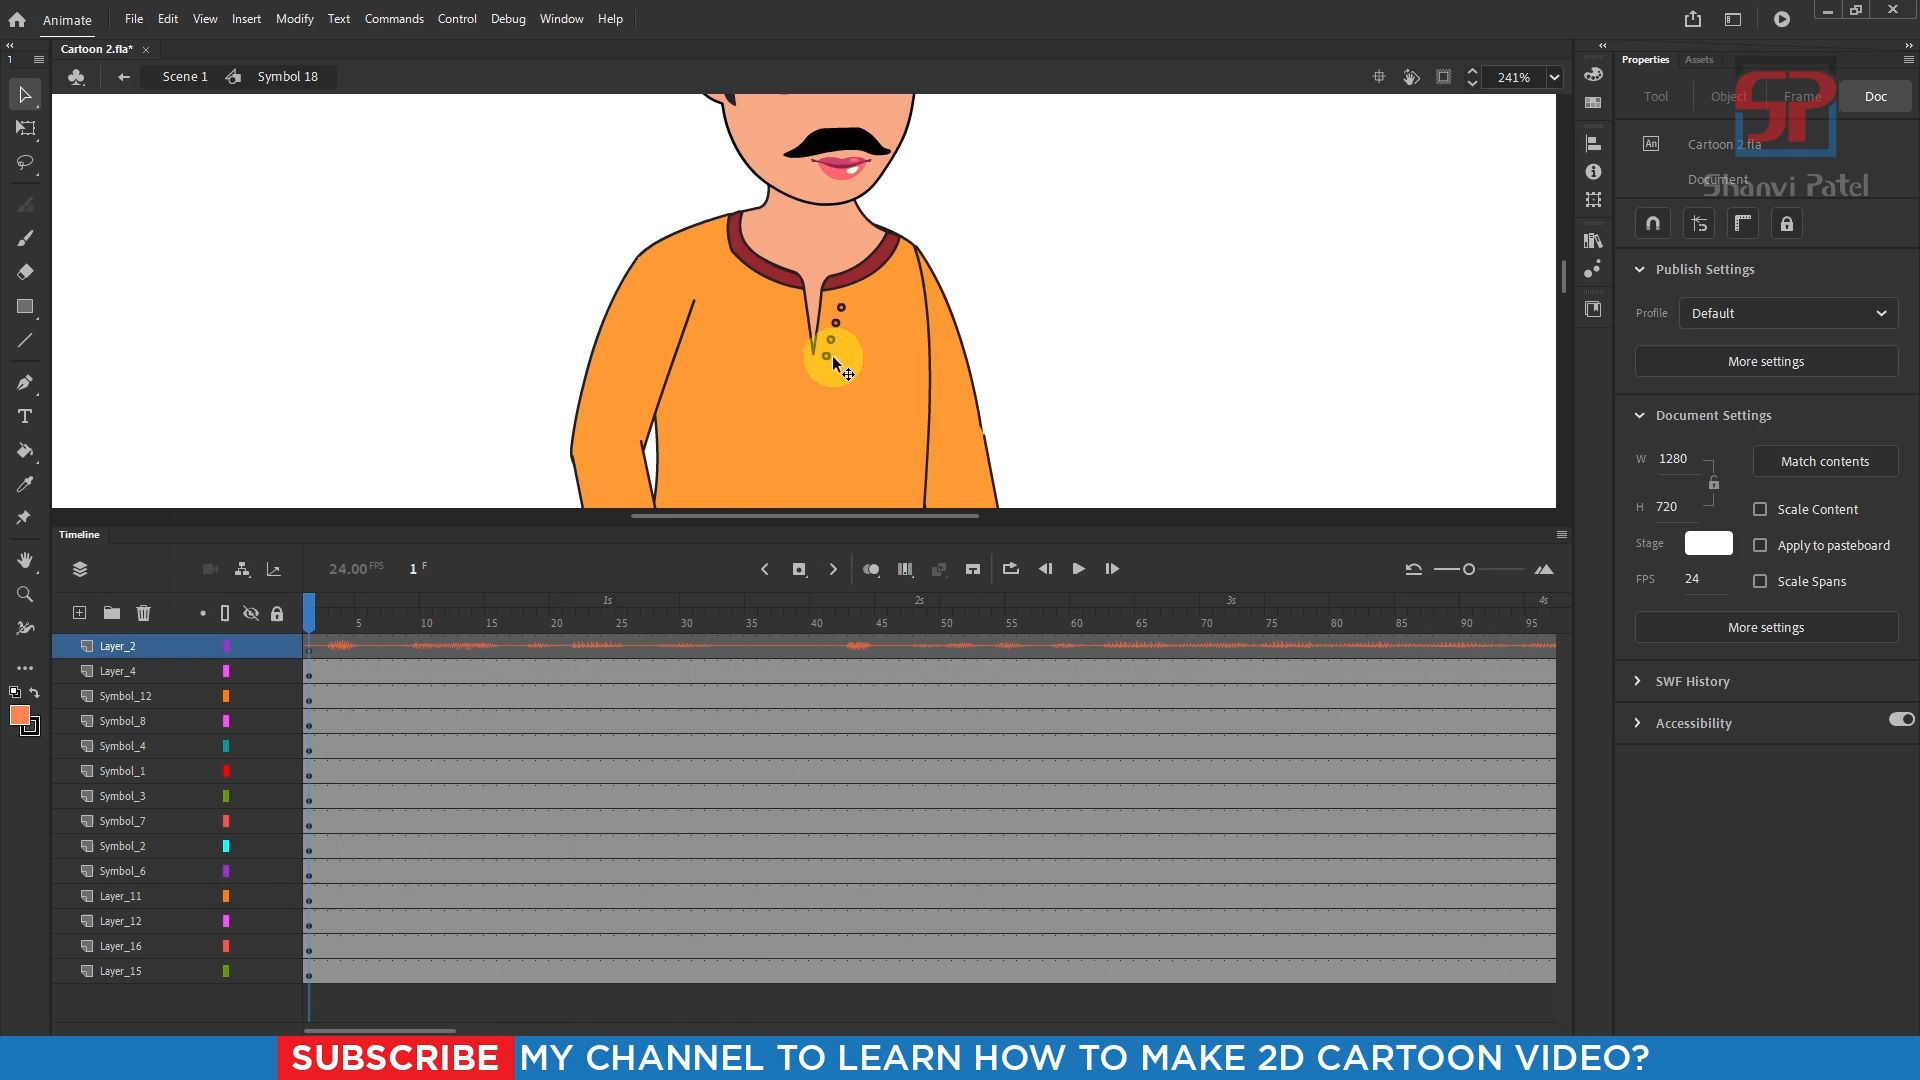 Animate File Edit View Insert Modify Text Commands Control Debug Window Help
Cartoon 2.fla*
Scene 1 Symbol 18 241%
Properties Assets
Tool Object Frame Doc
SP
An Cartoon 2.fla
Document
Shanvi Patel
Publish Settings
Profile Default
More settings
Document Settings
W 1280 Match contents
H 720 Scale Content
Stage Apply to pasteboard
FPS 24 Scale Spans
More settings
SWF History
Accessibility
Timeline
24.00 FPS 1 F
1s 2s 3s 4s
5 10 15 20 25 30 35 40 45 50 55 60 65 70 75 80 85 90 95
Layer_2
Layer_4
Symbol_12
Symbol_8
Symbol_4
Symbol_1
Symbol_3
Symbol_7
Symbol_2
Symbol_6
Layer_11
Layer_12
Layer_16
Layer_15
SUBSCRIBE MY CHANNEL TO LEARN HOW TO MAKE 2D CARTOON VIDEO?